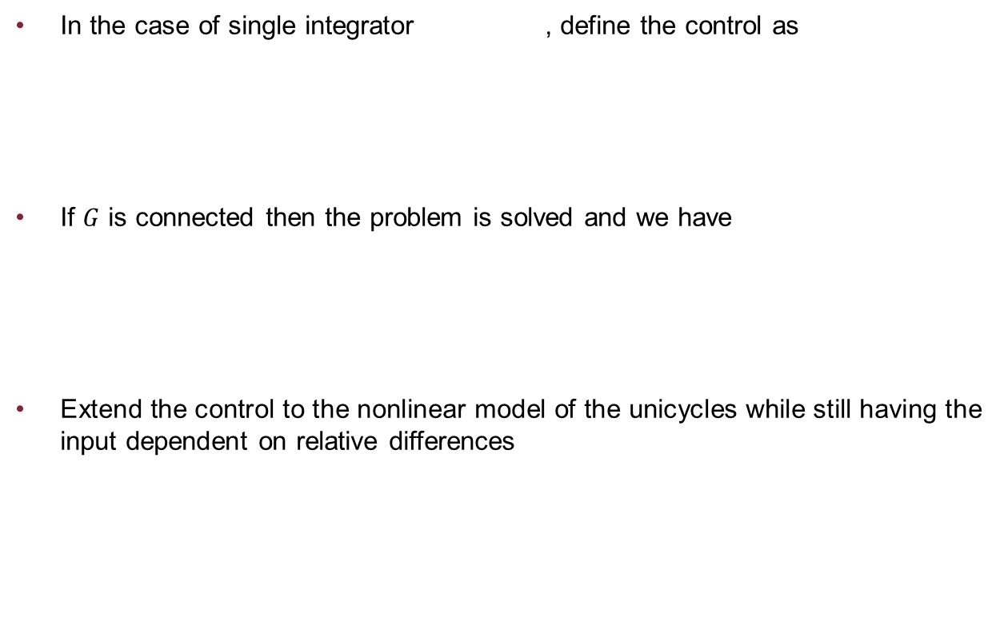 • In the case of single integrator , define the control as
• If G is connected then the problem is solved and we have
• Extend the control to the nonlinear model of the unicycles while still having the
input dependent on relative differences